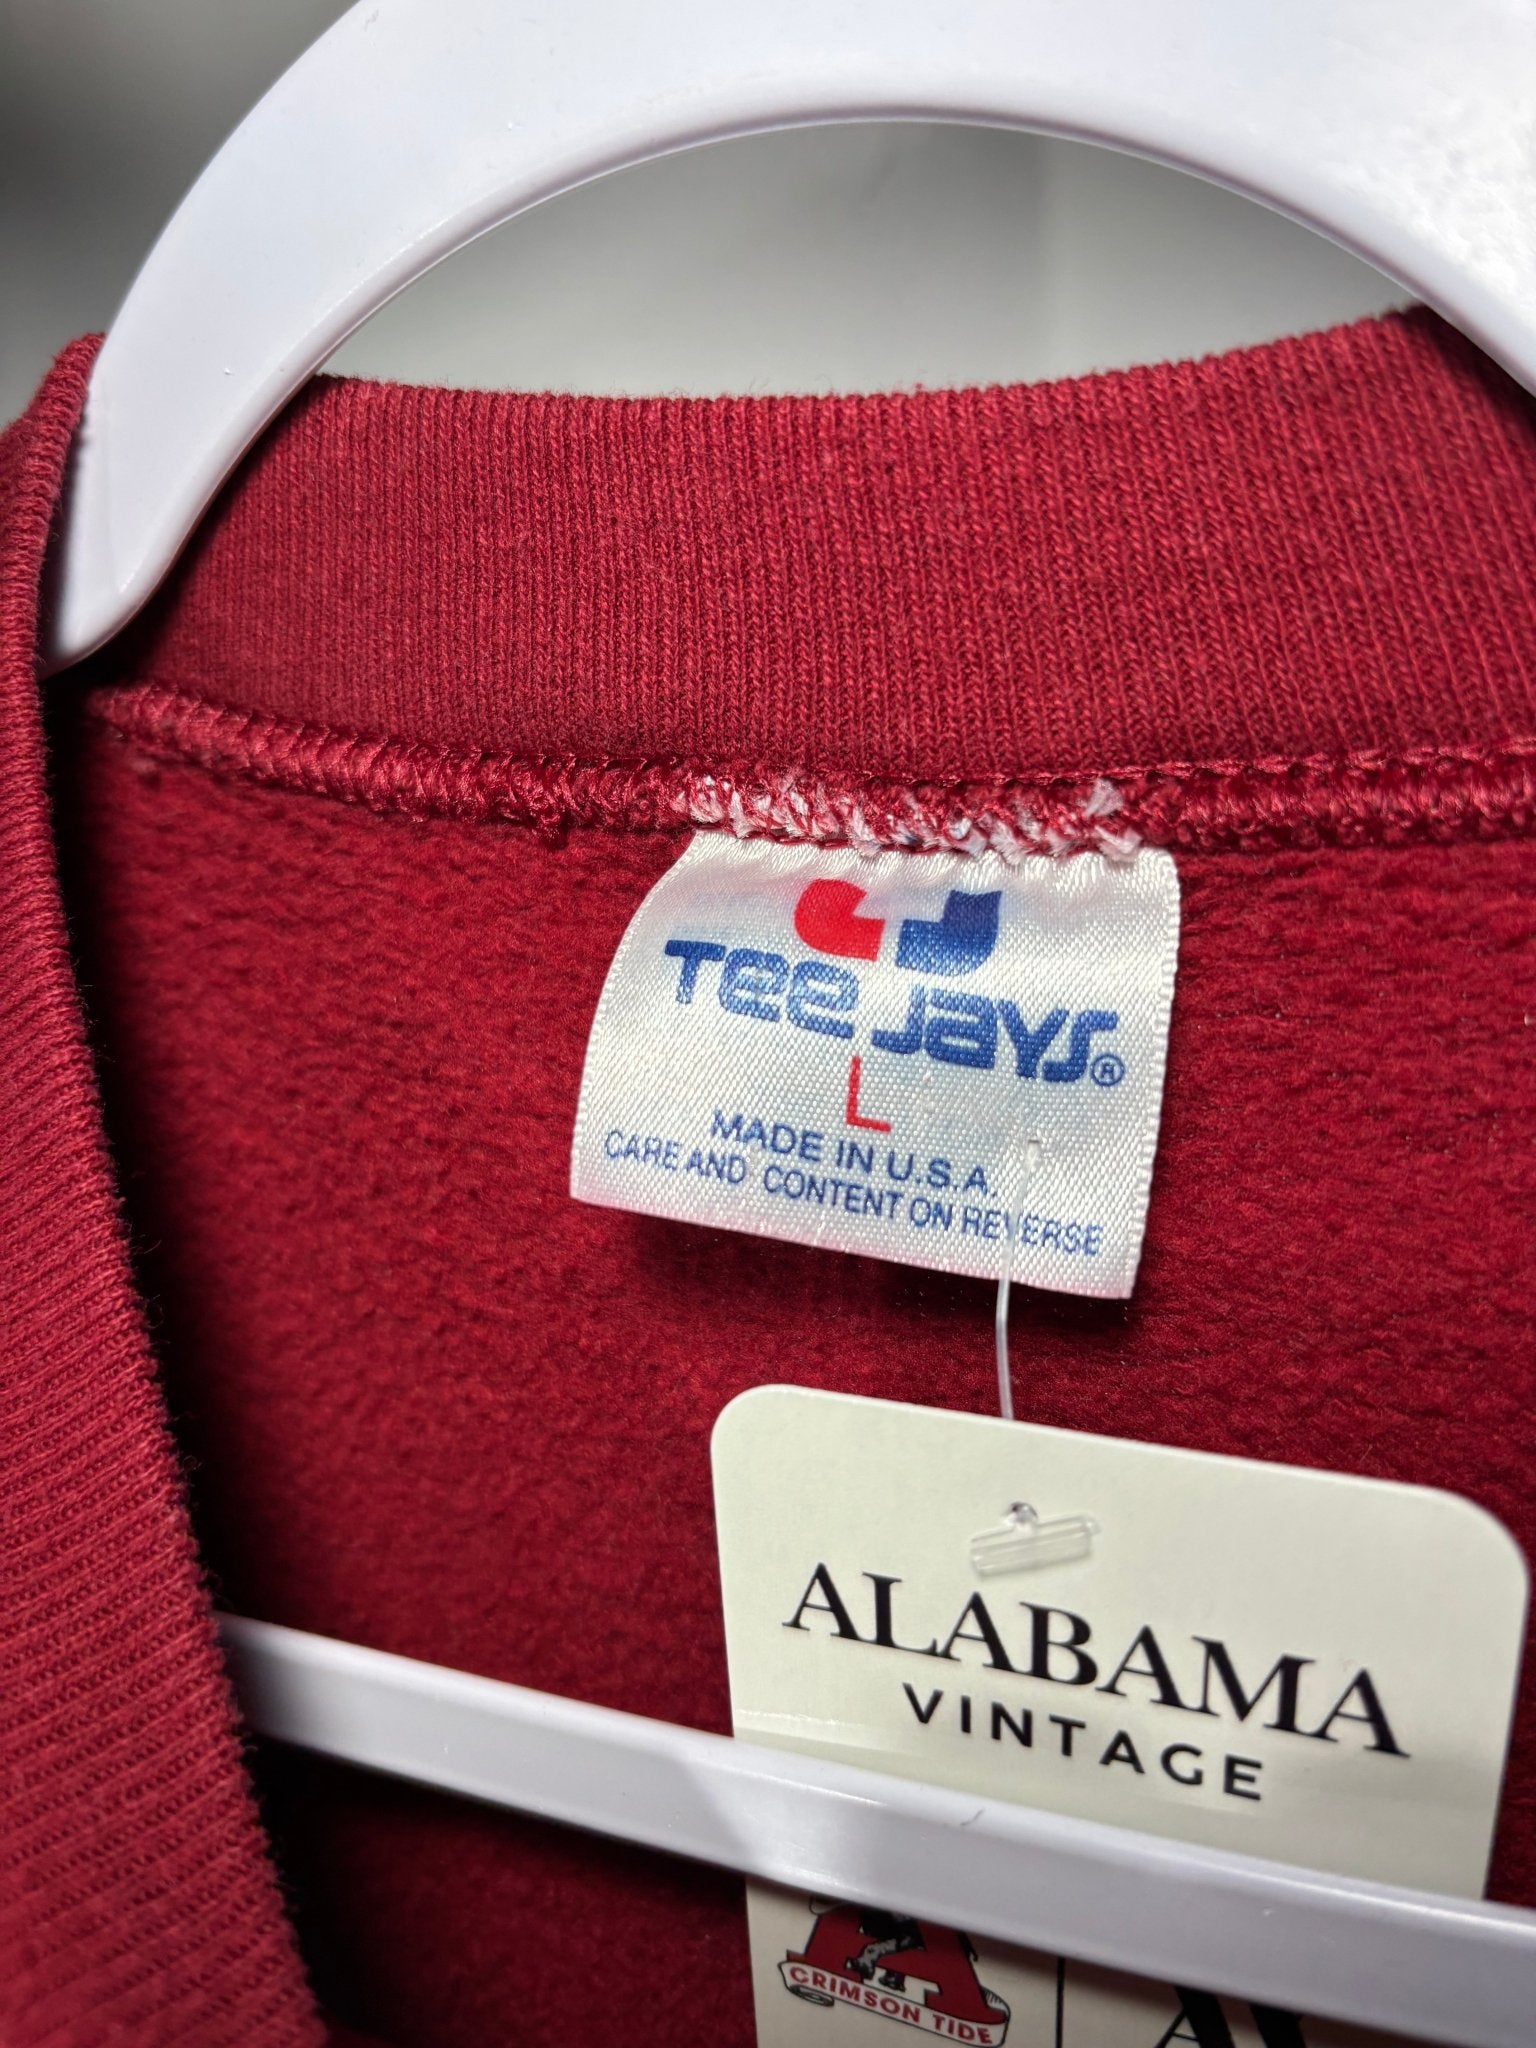 Tee Jays®
L
MADE IN U.S.A.
CARE AND CONTENT ON REVERSE
ALABAMA
VINTAGE
CRIMSON TIDE